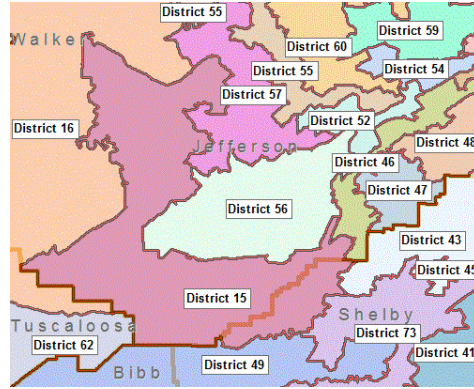 District 55
District 59
Walker
District 60
District 55
District 54
District 57
District 16
District 52
Jefferson
District 48
District 46
District 47
District 56
District 43
District 45
District 15
Shelby
Tuscaloosa
District 73
District 62
District 41
District 49
Bibb